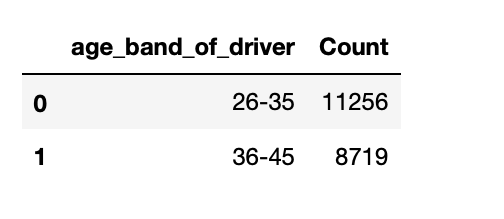 age_band_of_driver Count
0 26-35 11256
1 36-45 8719